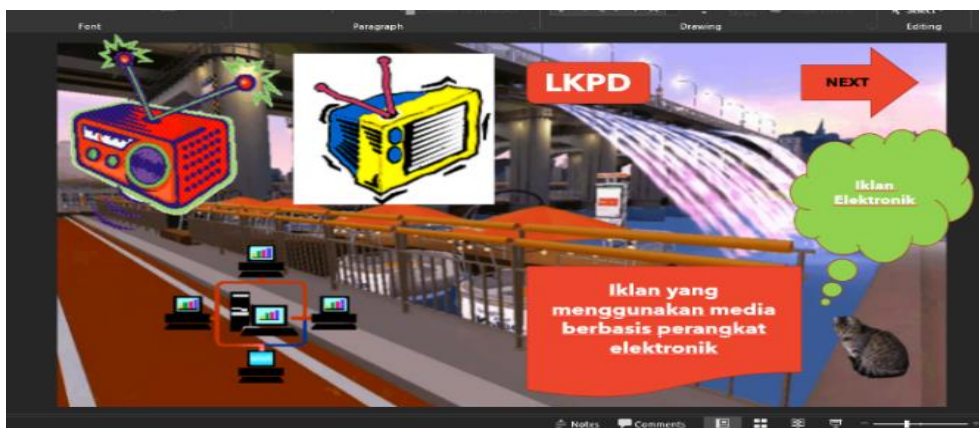 Font Paragraph Drawing Editing
LKPD
NEXT
Iklan
Elektronik
Iklan yang
menggunakan media
berbasis perangkat
elektronik
Notes Comments